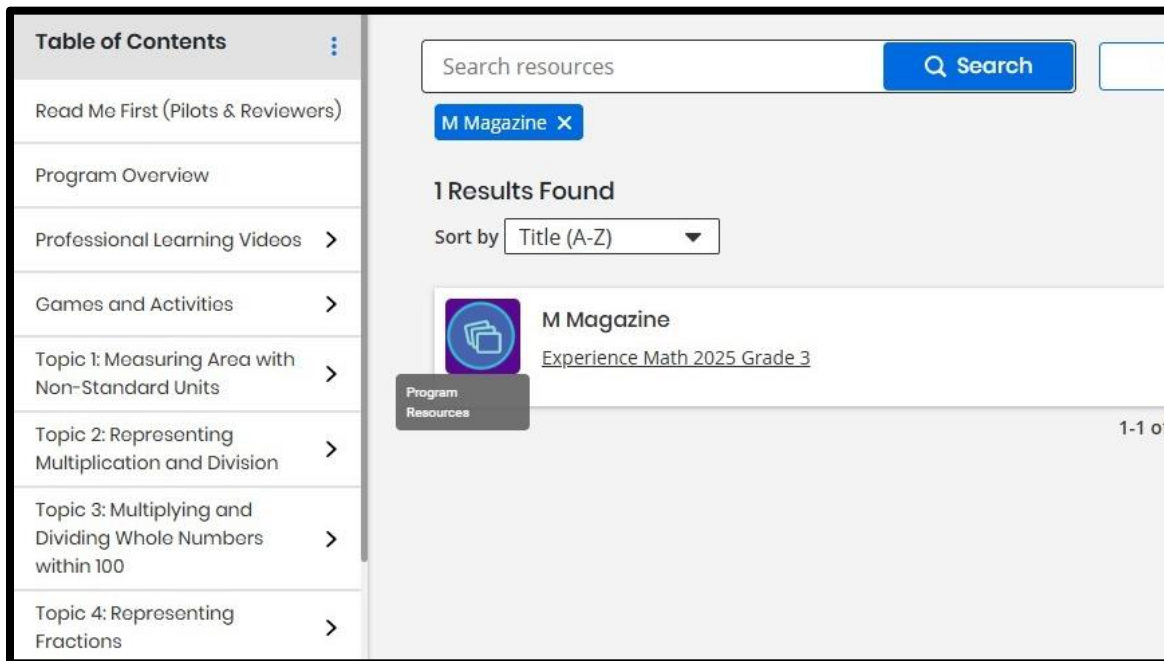 Table of Contents
Read Me First (Pilots & Reviewers)
Program Overview
Professional Learning Videos
Games and Activities
Topic 1: Measuring Area with
Non-Standard Units
Topic 2: Representing
Multiplication and Division
Topic 3: Multiplying and
Dividing Whole Numbers
within 100
Topic 4: Representing
Fractions
Search resources
Search
M Magazine
1 Results Found
Sort by
Title (A-Z)
M Magazine
Experience Math 2025 Grade 3
Program
Resources
1-1